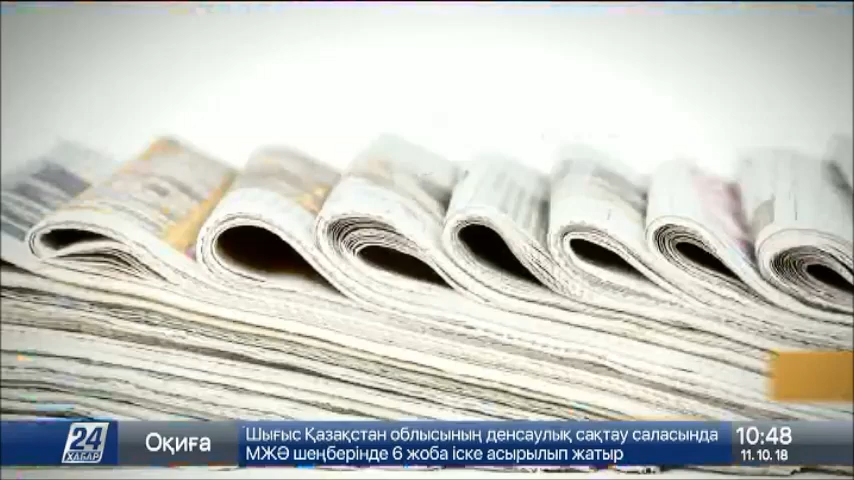 24
ХАБАР
Оқиға
Шығыс Қазақстан облысының денсаулық сақтау саласында
МЖӘ шеңберінде 6 жоба іске асырылып жатыр
10:48
11.10.18